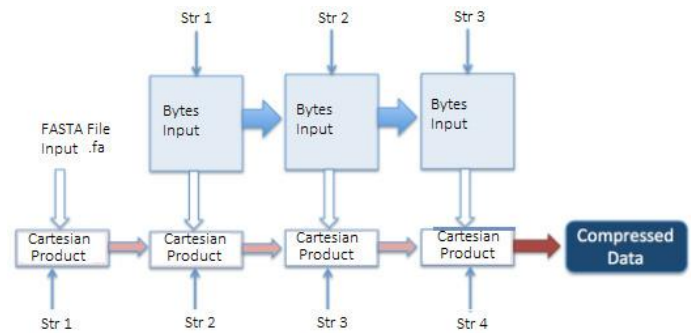 Str 1
Str 2
Str 3
Bytes
Input
Bytes
Input
Bytes
Input
FASTA File
Input .fa
Cartesian
Product
Cartesian
Product
Cartesian
Product
Cartesian
Product
Compressed
Data
Str 1
Str 2
Str 3
Str 4